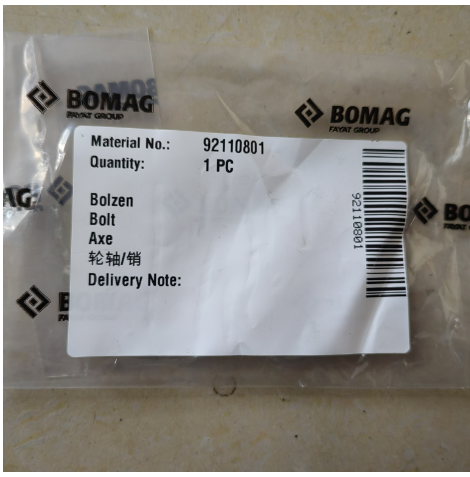 BOMAG
FAYAT GROUP
BOMAG
FAYAT GROUP
Material No.: 92110801
Quantity: 1 PC
Bolzen
Bolt
Axe
轮轴/销
Delivery Note:
92110801